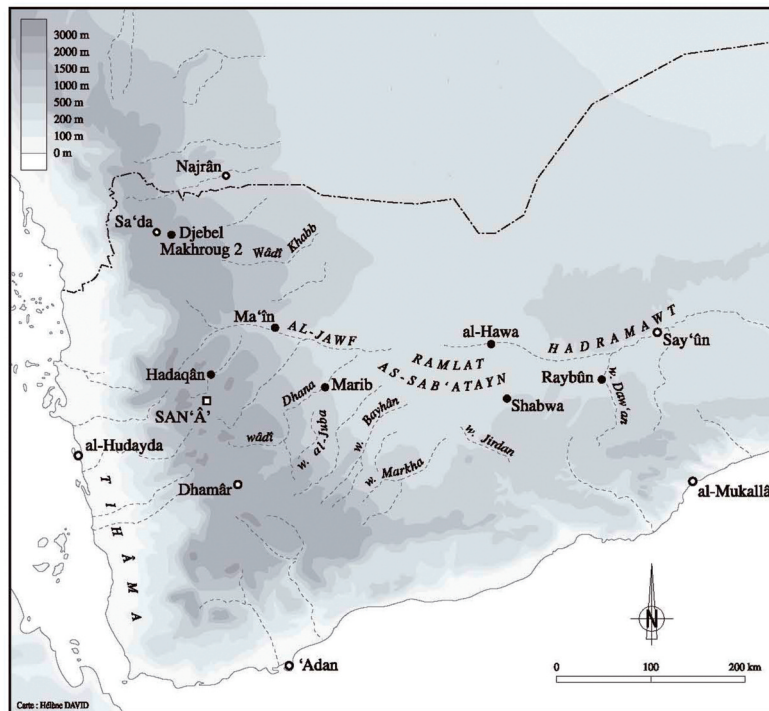 3000 m
2000 m
1500 m
1000 m
500 m
200 m
100 m
0 m
Najrân
Sa‘da
Djebel
Makhroug 2
Wâdî Khabb
Ma‘în
AL-JAWF
al-Hawa
HADRAMAWT
Say’ûn
RAMLAT
AS-SAB‘ATAYN
Hadaqân
Dhana
Marib
Raybûn
w. Daw‘an
SAN‘Â’
w. Bayhân
Shabwa
al-Hudayda
wâdî
w. al-Juba
w. Jirdan
w. Markha
Dhamâr
al-Mukallâ
TIHÂMA
N
‘Adan
0 100 200 km
Carte : Hélène DAVID